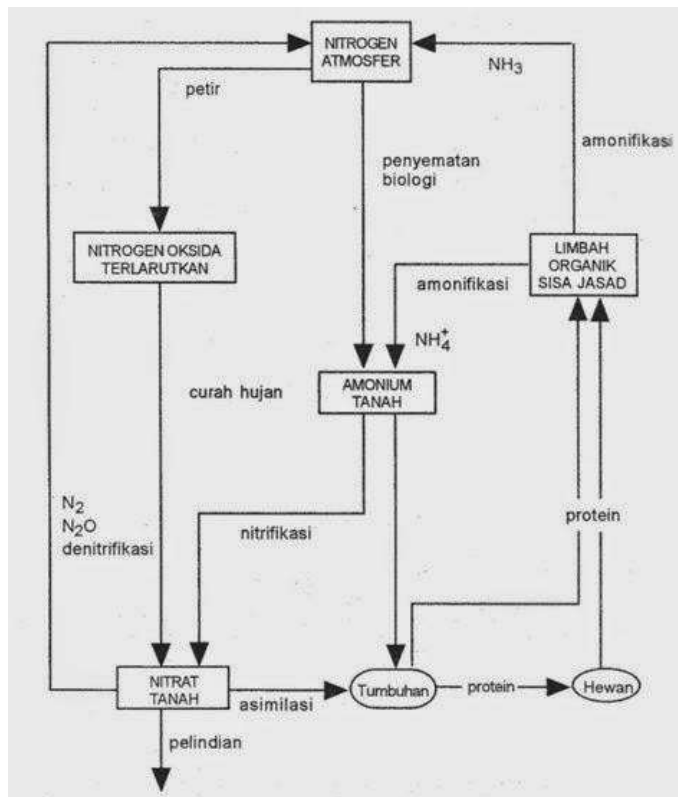 NITROGEN
ATMOSFER
NH₃
petir
amonifikasi
penyematan
biologi
NITROGEN OKSIDA
TERLARUTKAN
LIMBAH
ORGANIK
SISA JASAD
amonifikasi
NH₄⁺
AMONIUM
TANAH
curah hujan
N₂
N₂O
denitrifikasi
nitrifikasi
protein
NITRAT
TANAH
asimilasi
Tumbuhan
protein
Hewan
pelindian